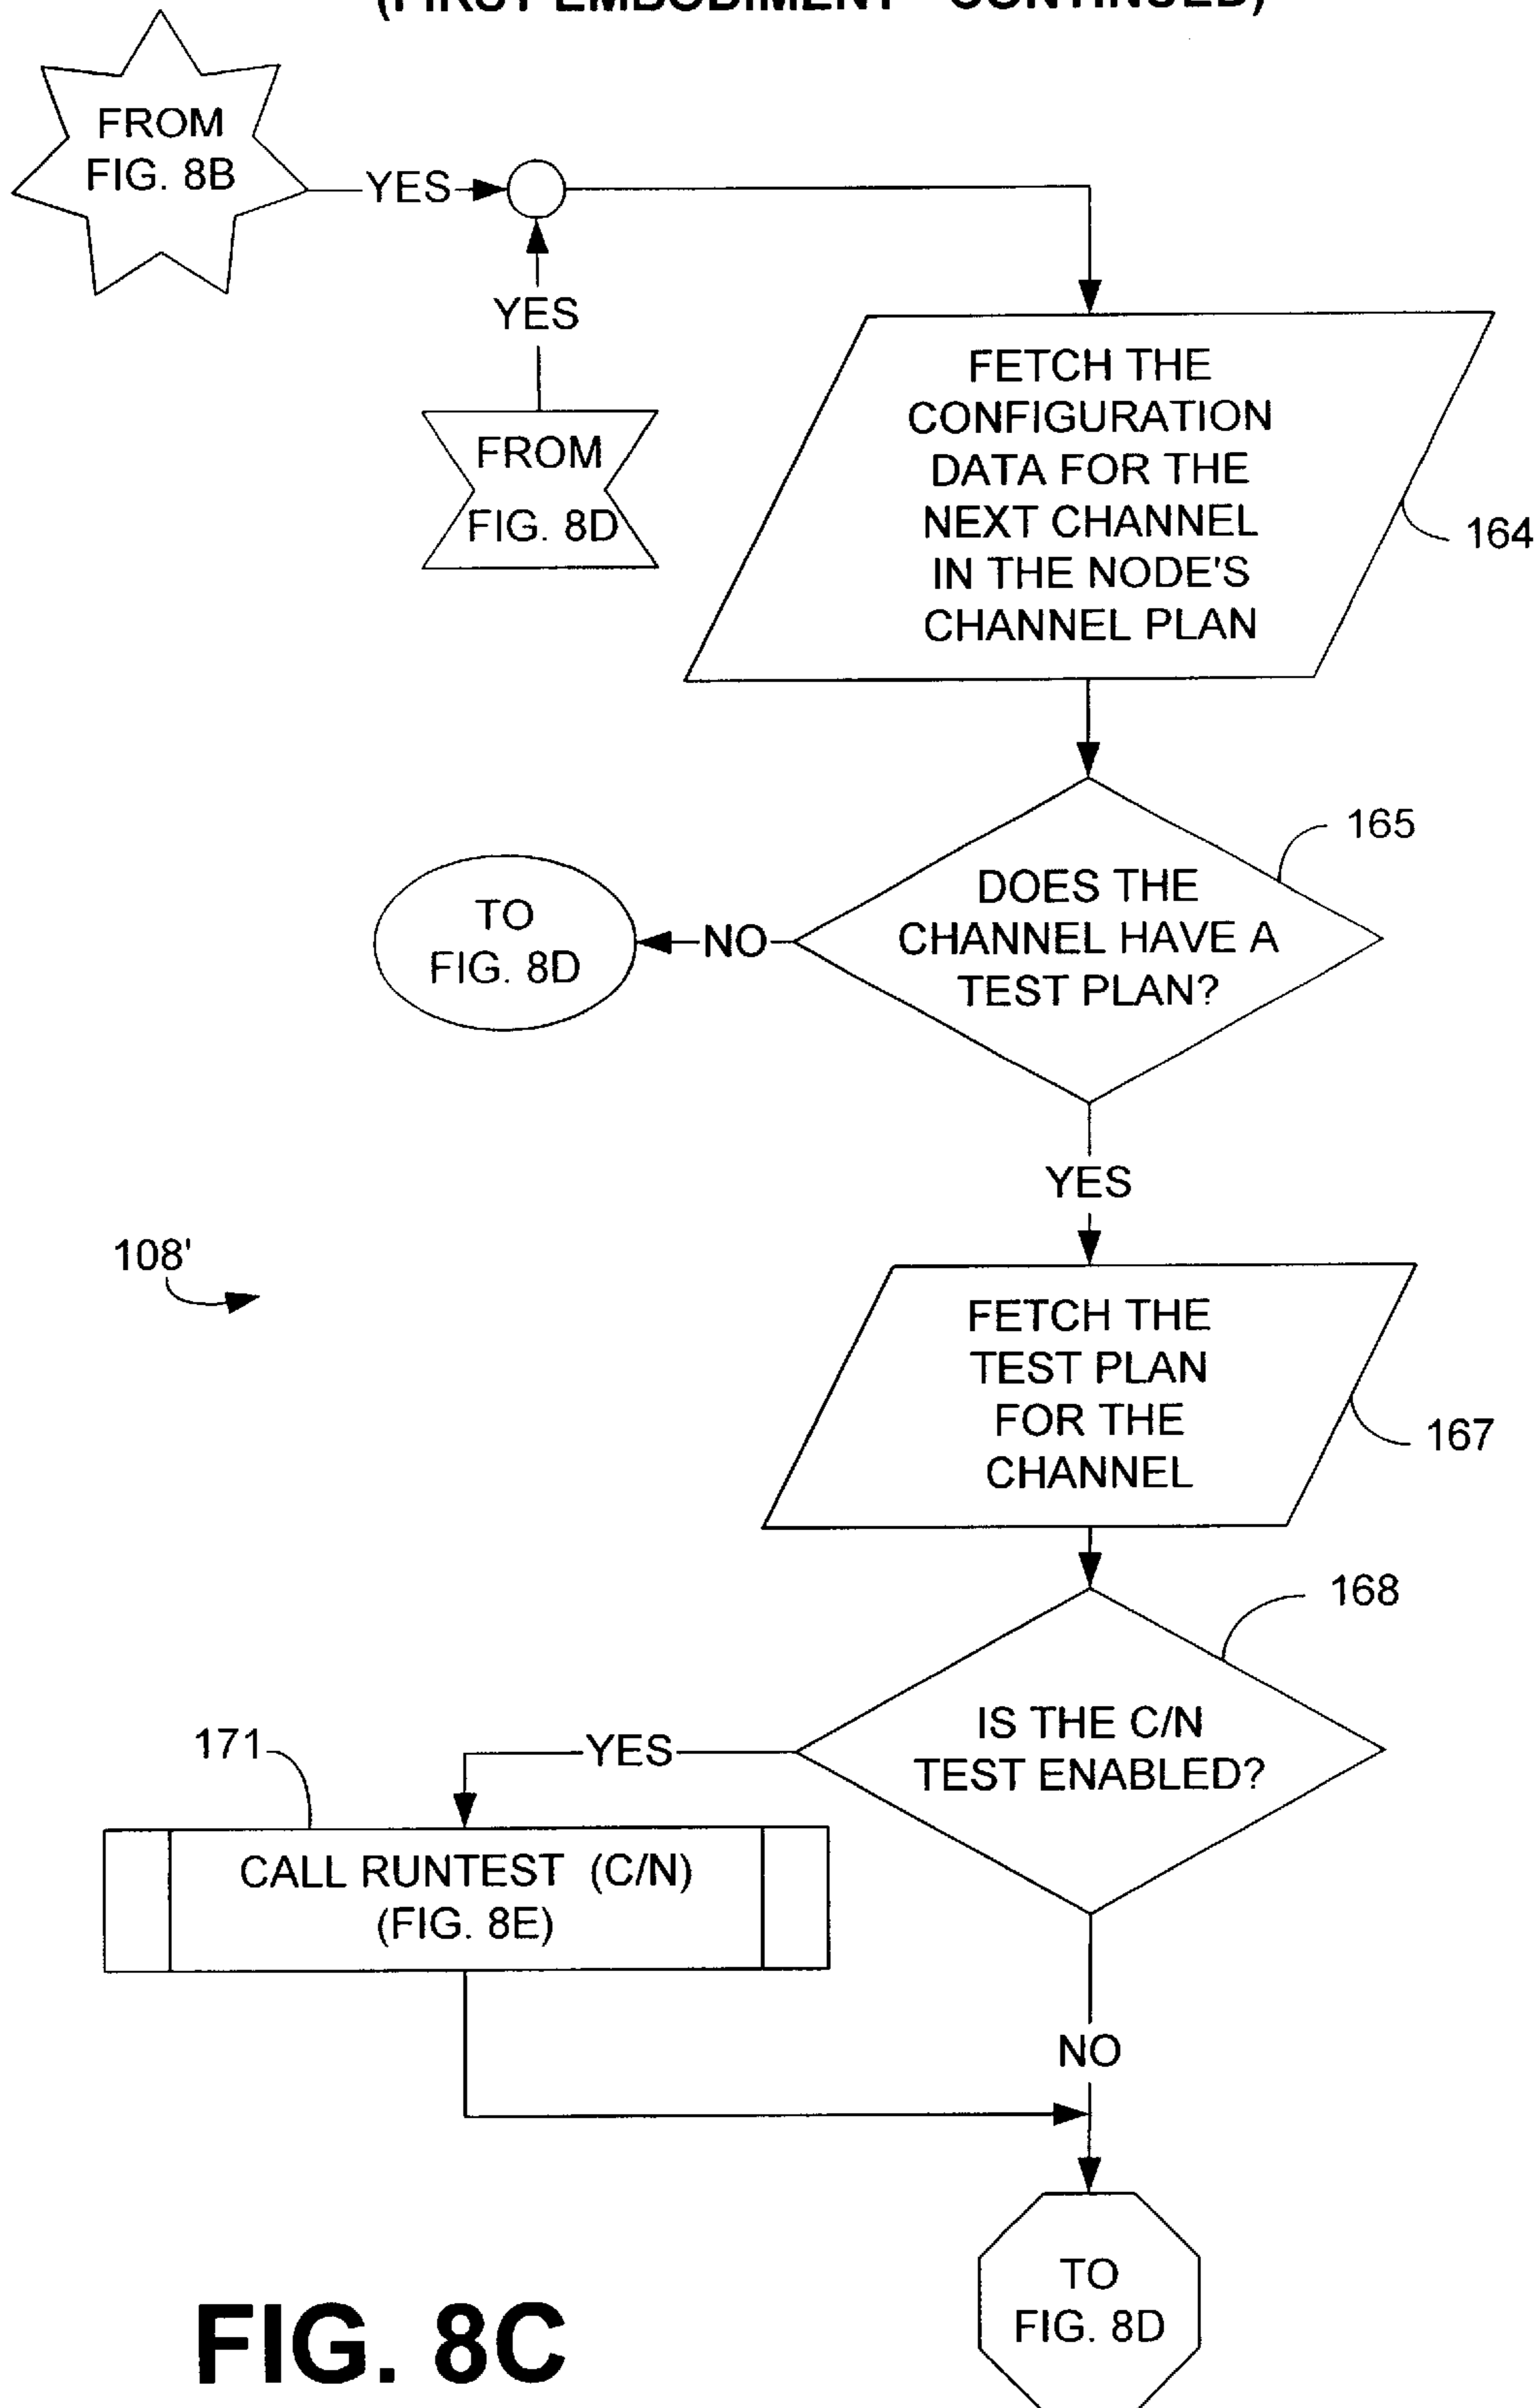 (FIRST EMBODIMENT - CONTINUED)
FROM
FIG. 8B
YES
YES
FROM
FIG. 8D
FETCH THE
CONFIGURATION
DATA FOR THE
NEXT CHANNEL
IN THE NODE'S
CHANNEL PLAN
164
165
DOES THE
CHANNEL HAVE A
TEST PLAN?
NO
TO
FIG. 8D
YES
108'
FETCH THE
TEST PLAN
FOR THE
CHANNEL
167
168
IS THE C/N
TEST ENABLED?
YES
171
CALL RUNTEST (C/N)
(FIG. 8E)
NO
TO
FIG. 8D
FIG. 8C